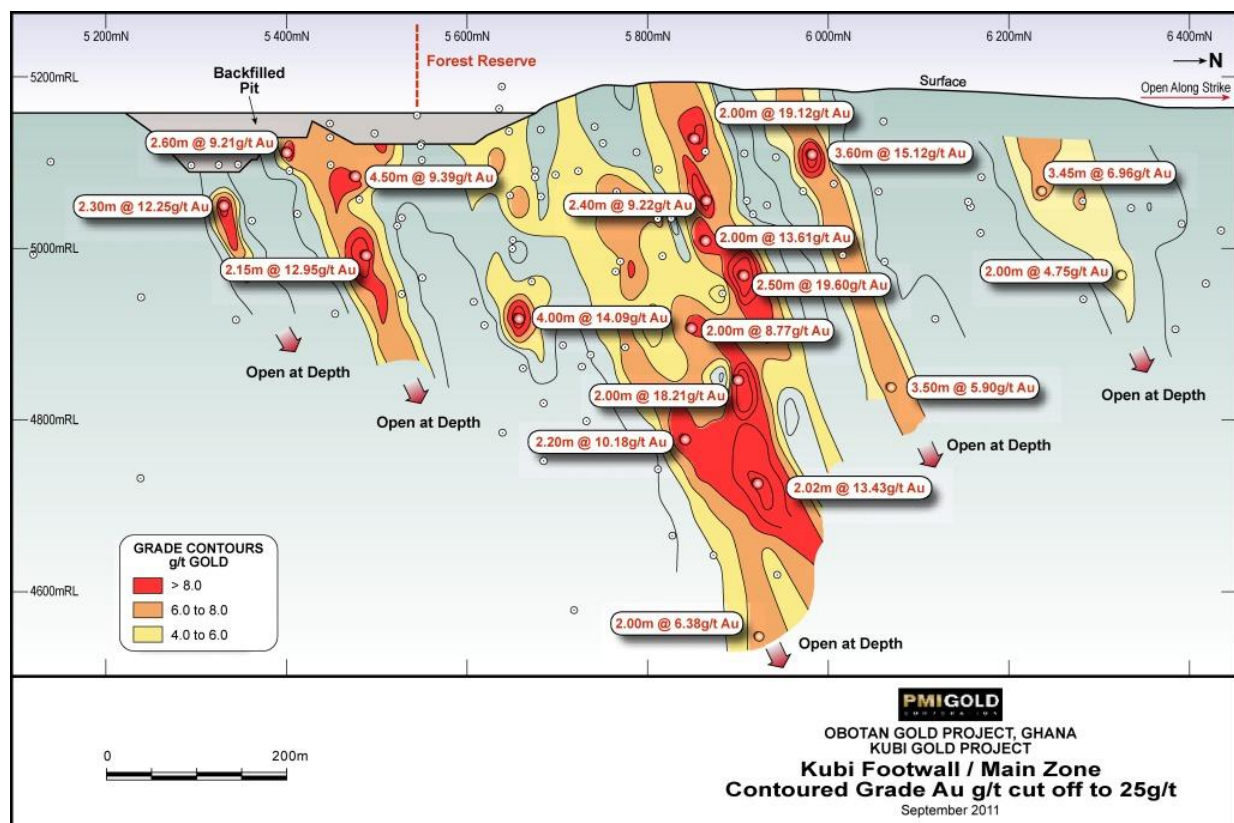 5 200mN
5 400mN
5 600mN
5 800mN
6 000mN
6 200mN
6 400mN
N
Forest Reserve
5200mRL
Backfilled
Pit
Surface
Open Along Strike
2.00m @ 19.12g/t Au
2.60m @ 9.21g/t Au
3.60m @ 15.12g/t Au
4.50m @ 9.39g/t Au
3.45m @ 6.96g/t Au
2.30m @ 12.25g/t Au
2.40m @ 9.22g/t Au
5000mRL
2.00m @ 13.61g/t Au
2.15m @ 12.95g/t Au
2.00m @ 4.75g/t Au
2.50m @ 19.60g/t Au
4.00m @ 14.09g/t Au
2.00m @ 8.77g/t Au
Open at Depth
3.50m @ 5.90g/t Au
2.00m @ 18.21g/t Au
Open at Depth
Open at Depth
4800mRL
2.20m @ 10.18g/t Au
Open at Depth
2.02m @ 13.43g/t Au
GRADE CONTOURS
g/t GOLD
> 8.0
6.0 to 8.0
4.0 to 6.0
4600mRL
2.00m @ 6.38g/t Au
Open at Depth
PMIGOLD
CORPORATION
OBOTAN GOLD PROJECT, GHANA
KUBI GOLD PROJECT
Kubi Footwall / Main Zone
Contoured Grade Au g/t cut off to 25g/t
September 2011
0
200m